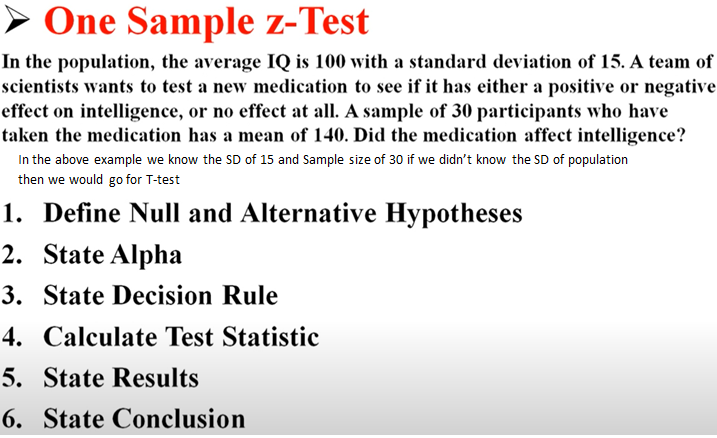 ➢ One Sample z-Test
In the population, the average IQ is 100 with a standard deviation of 15. A team of
scientists wants to test a new medication to see if it has either a positive or negative
effect on intelligence, or no effect at all. A sample of 30 participants who have
taken the medication has a mean of 140. Did the medication affect intelligence?
In the above example we know the SD of 15 and Sample size of 30 if we didn't know the SD of population
then we would go for T-test
1. Define Null and Alternative Hypotheses
2. State Alpha
3. State Decision Rule
4. Calculate Test Statistic
5. State Results
6. State Conclusion